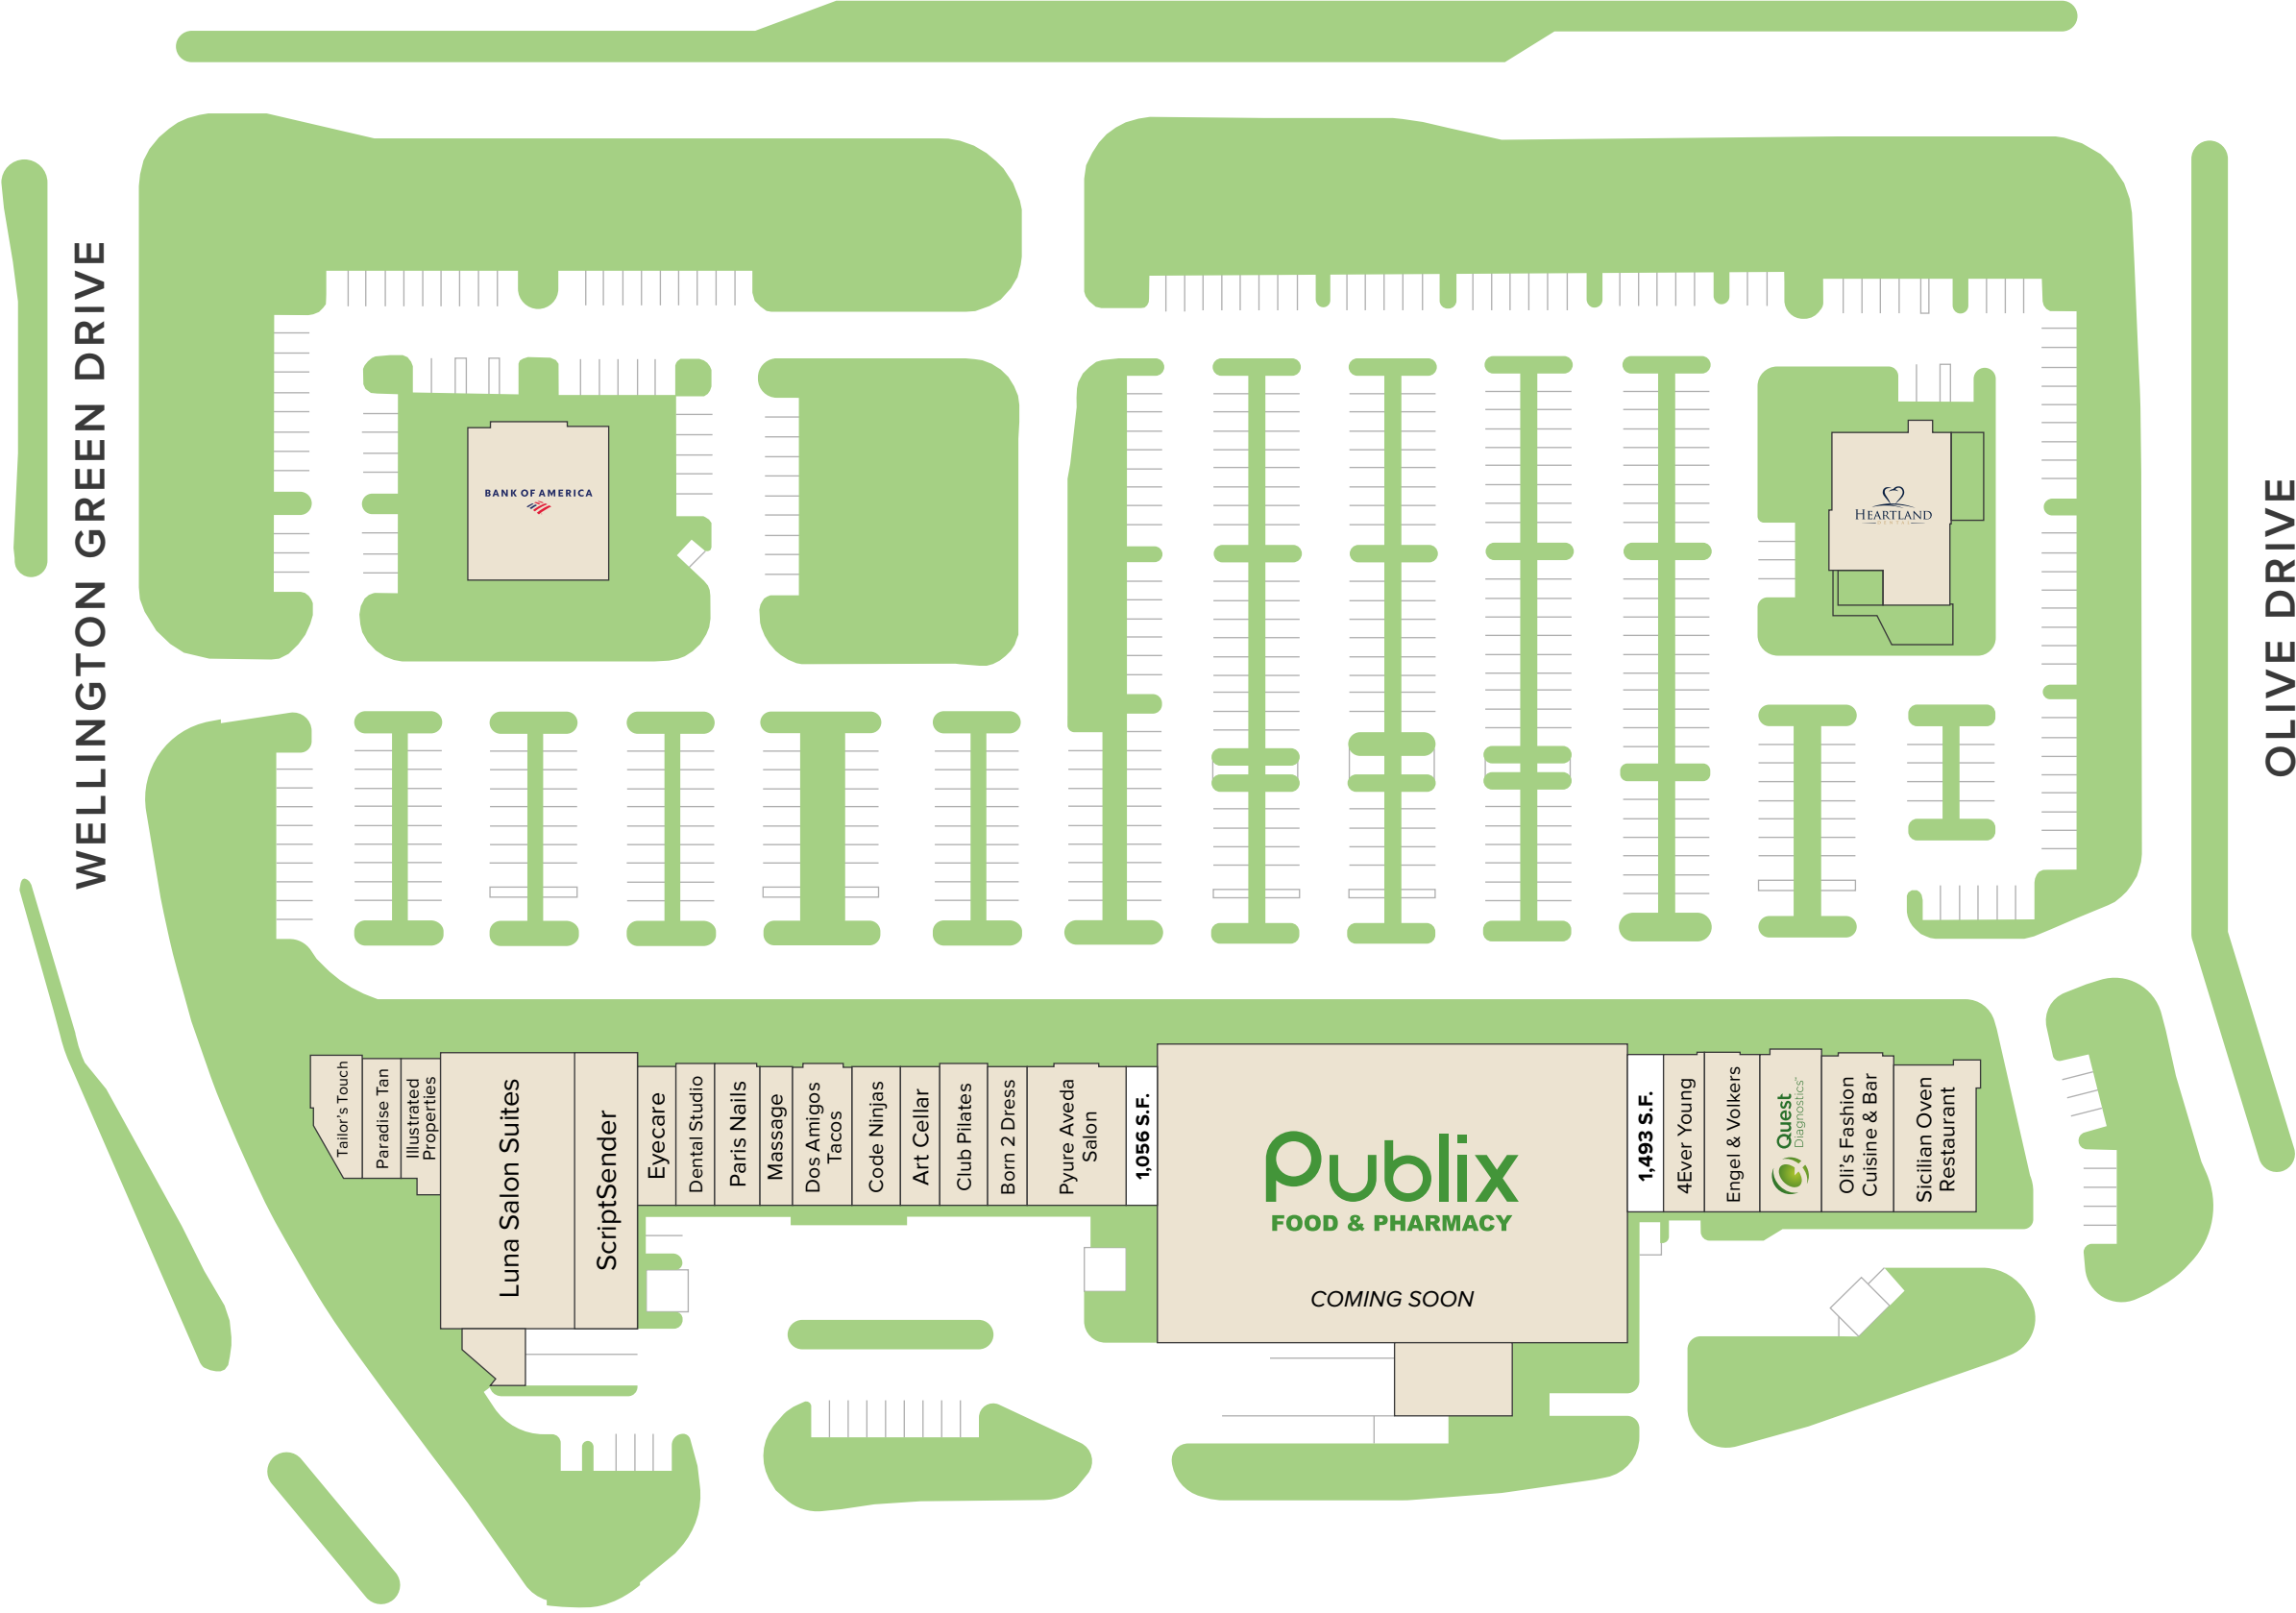 WELLINGTON GREEN DRIVE
BANK OF AMERICA
HEARTLAND
DENTAL
OLIVE DRIVE
Tailor's Touch
Paradise Tan
Illustrated
Properties
Luna Salon Suites
ScriptSender
Eyecare
Dental Studio
Paris Nails
Massage
Dos Amigos
Tacos
Code Ninjas
Art Cellar
Club Pilates
Born 2 Dress
Pyure Aveda
Salon
1,056 S.F.
Publix
FOOD & PHARMACY
COMING SOON
1,493 S.F.
4Ever Young
Engel & Volkers
Quest
Diagnostics
Oli's Fashion
Cuisine & Bar
Sicilian Oven
Restaurant